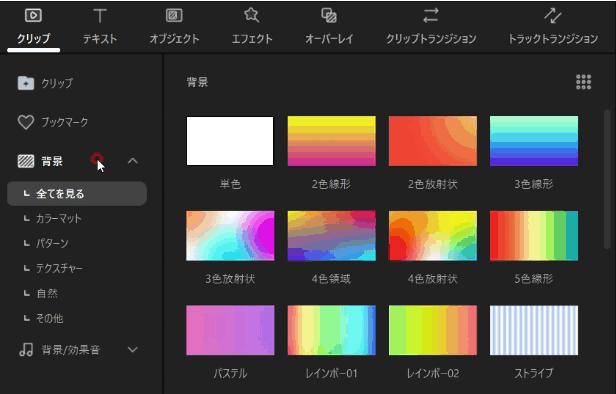 クリップ
テキスト
オブジェクト
エフェクト
オーバーレイ
クリップトランジション
トラックトランジション
クリップ
ブックマーク
背景
全てを見る
カラーマット
パターン
テクスチャー
自然
その他
背景/効果音
背景
単色
2色線形
2色放射状
3色線形
3色放射状
4色領域
4色放射状
5色線形
パステル
レインボー01
レインボー02
ストライプ